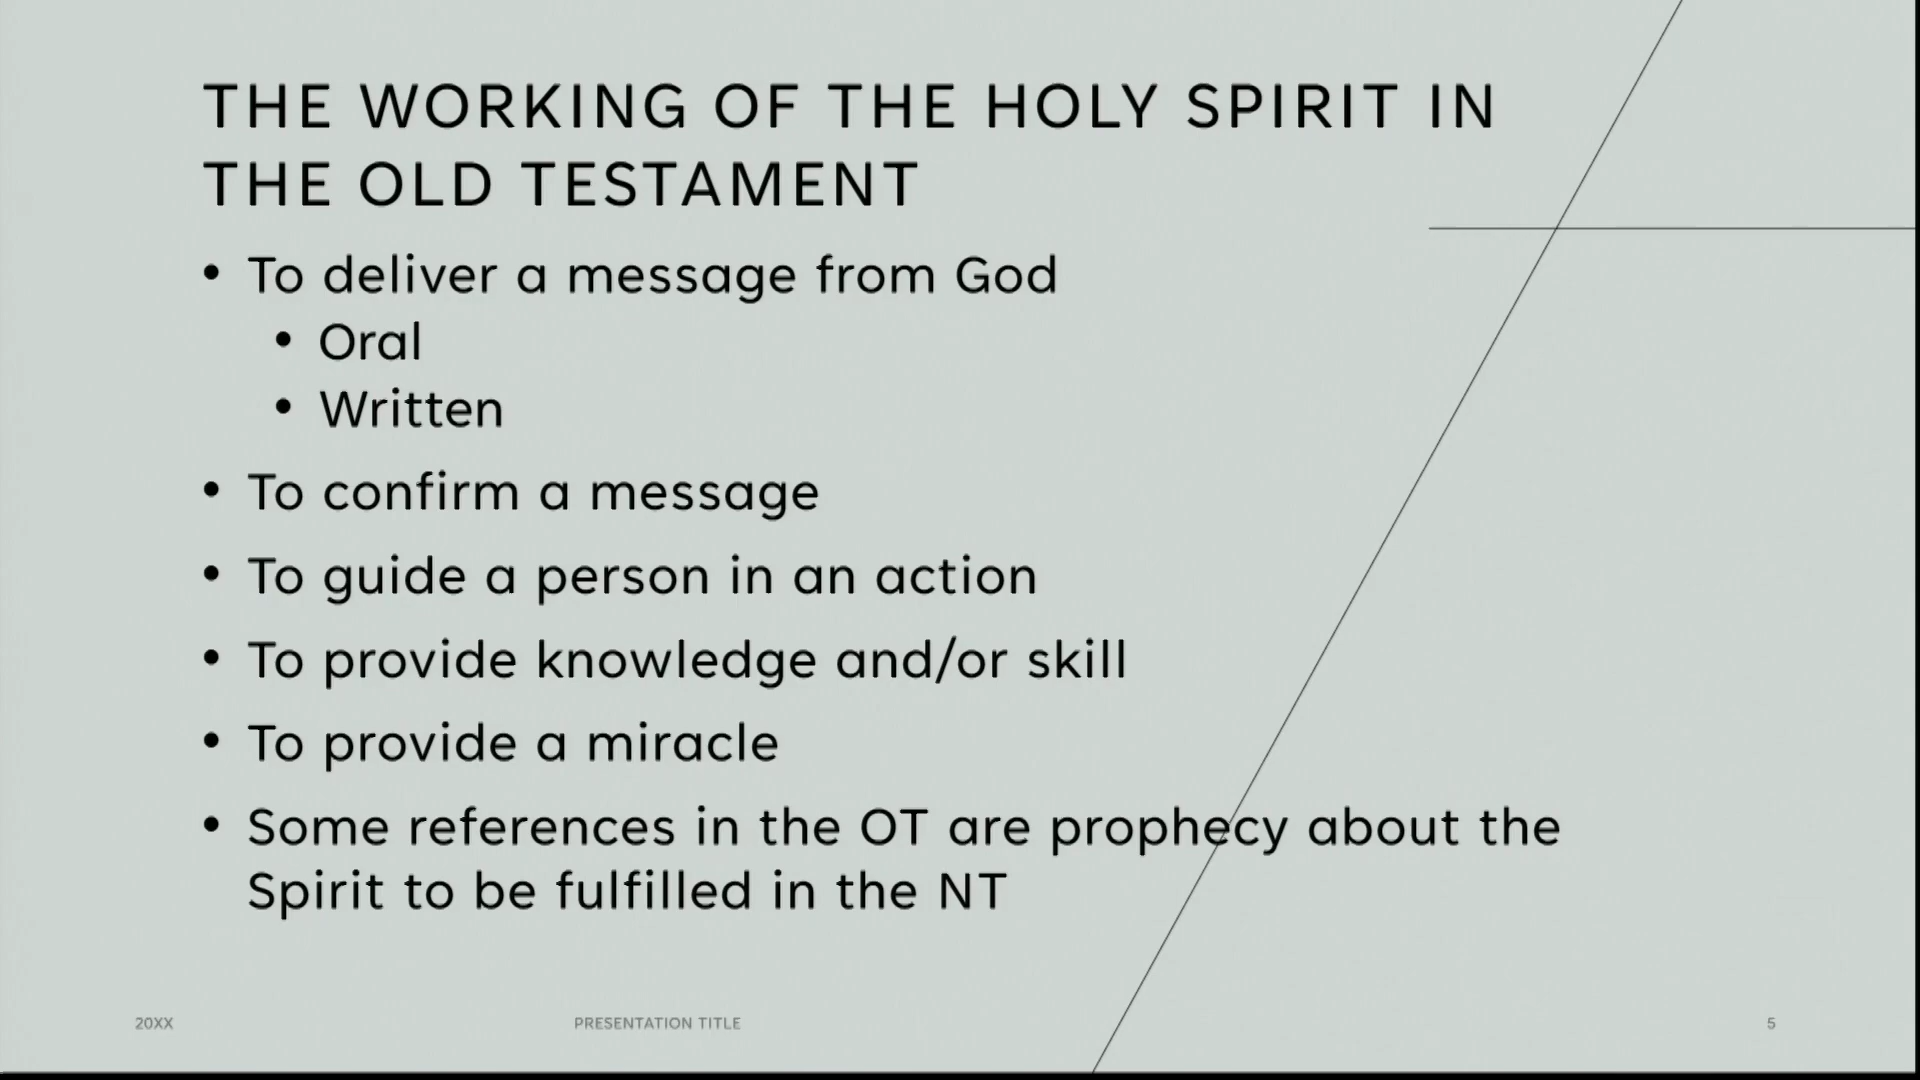 THE WORKING OF THE HOLY SPIRIT IN
THE OLD TESTAMENT
• To deliver a message from God
• Oral
• Written
• To confirm a message
• To guide a person in an action
• To provide knowledge and/or skill
• To provide a miracle
• Some references in the OT are prophecy about the
Spirit to be fulfilled in the NT
20XX
PRESENTATION TITLE
5